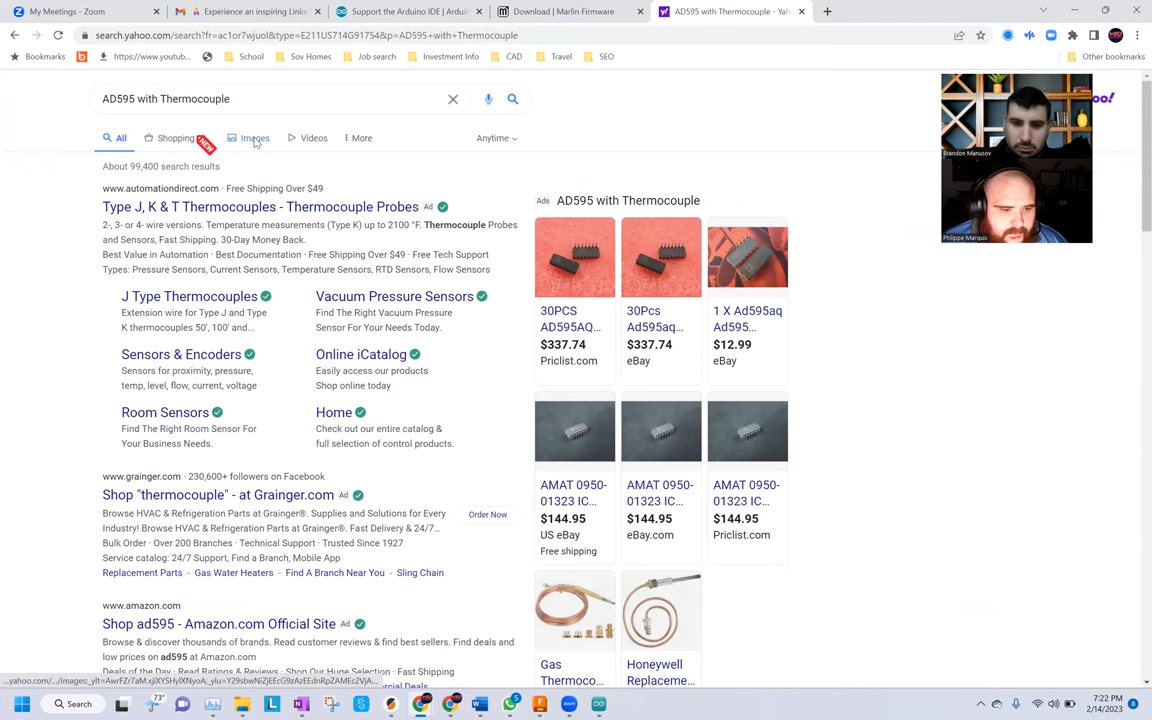 My Meetings - Zoom
Experience an inspiring Linke
Support the Arduino IDE | Arduin
Download | Marlin Firmware
AD595 with Thermocouple - Yah
search.yahoo.com/search?fr=ac1or7wjuol&type=E211US714G91754&p=AD595+with+Thermocouple
Bookmarks
https://www.youtub...
School
Sov Homes
Job search
Investment Info
CAD
Travel
SEO
Other bookmarks
AD595 with Thermocouple
All
Shopping
NEW
Images
Videos
More
Anytime
Brandon Manusov
Philippe Marquis
About 99,400 search results
www.automationdirect.com · Free Shipping Over $49
Type J, K & T Thermocouples - Thermocouple Probes Ad
2-, 3- or 4- wire versions. Temperature measurements (Type K) up to 2100 °F. Thermocouple Probes
and Sensors, Fast Shipping. 30-Day Money Back.
Best Value in Automation · Best Documentation · Free Shipping Over $49 · Free Tech Support
Types: Pressure Sensors, Current Sensors, Temperature Sensors, RTD Sensors, Flow Sensors
J Type Thermocouples
Extension wire for Type J and Type
K thermocouples 50', 100' and...
Vacuum Pressure Sensors
Find The Right Vacuum Pressure
Sensor For Your Needs Today.
Sensors & Encoders
Sensors for proximity, pressure,
temp, level, flow, current, voltage
Online iCatalog
Easily access our products
Shop online today
Room Sensors
Find The Right Room Sensor For
Your Business Needs.
Home
Check out our entire catalog &
full selection of control products.
www.grainger.com · 230,600+ followers on Facebook
Shop "thermocouple" - at Grainger.com Ad
Browse HVAC & Refrigeration Parts at Grainger®. Supplies and Solutions for Every
Industry! Browse HVAC & Refrigeration Parts at Grainger®. Fast Delivery & 24/7...
Bulk Order · Over 200 Branches · Technical Support · Trusted Since 1927
Service catalog: 24/7 Support, Find a Branch, Mobile App
Order Now
Replacement Parts · Gas Water Heaters · Find A Branch Near You · Sling Chain
www.amazon.com
Shop ad595 - Amazon.com Official Site Ad
Browse & discover thousands of brands. Read customer reviews & find best sellers. Find deals and
low prices on ad595 at Amazon.com
Deals of the Day · Read Ratings & Reviews · Shop Our Huge Selection · Fast Shipping
Ads AD595 with Thermocouple
30PCS
AD595AQ...
$337.74
Priclist.com
30Pcs
Ad595aq...
$337.74
eBay
1 X Ad595aq
Ad595...
$12.99
eBay
AMAT 0950-
01323 IC...
$144.95
US eBay
Free shipping
AMAT 0950-
01323 IC...
$144.95
eBay.com
AMAT 0950-
01323 IC...
$144.95
Priclist.com
Gas
Thermoco...
Honeywell
Replaceme...
Search
73°
5
7:22 PM
2/14/2023
8